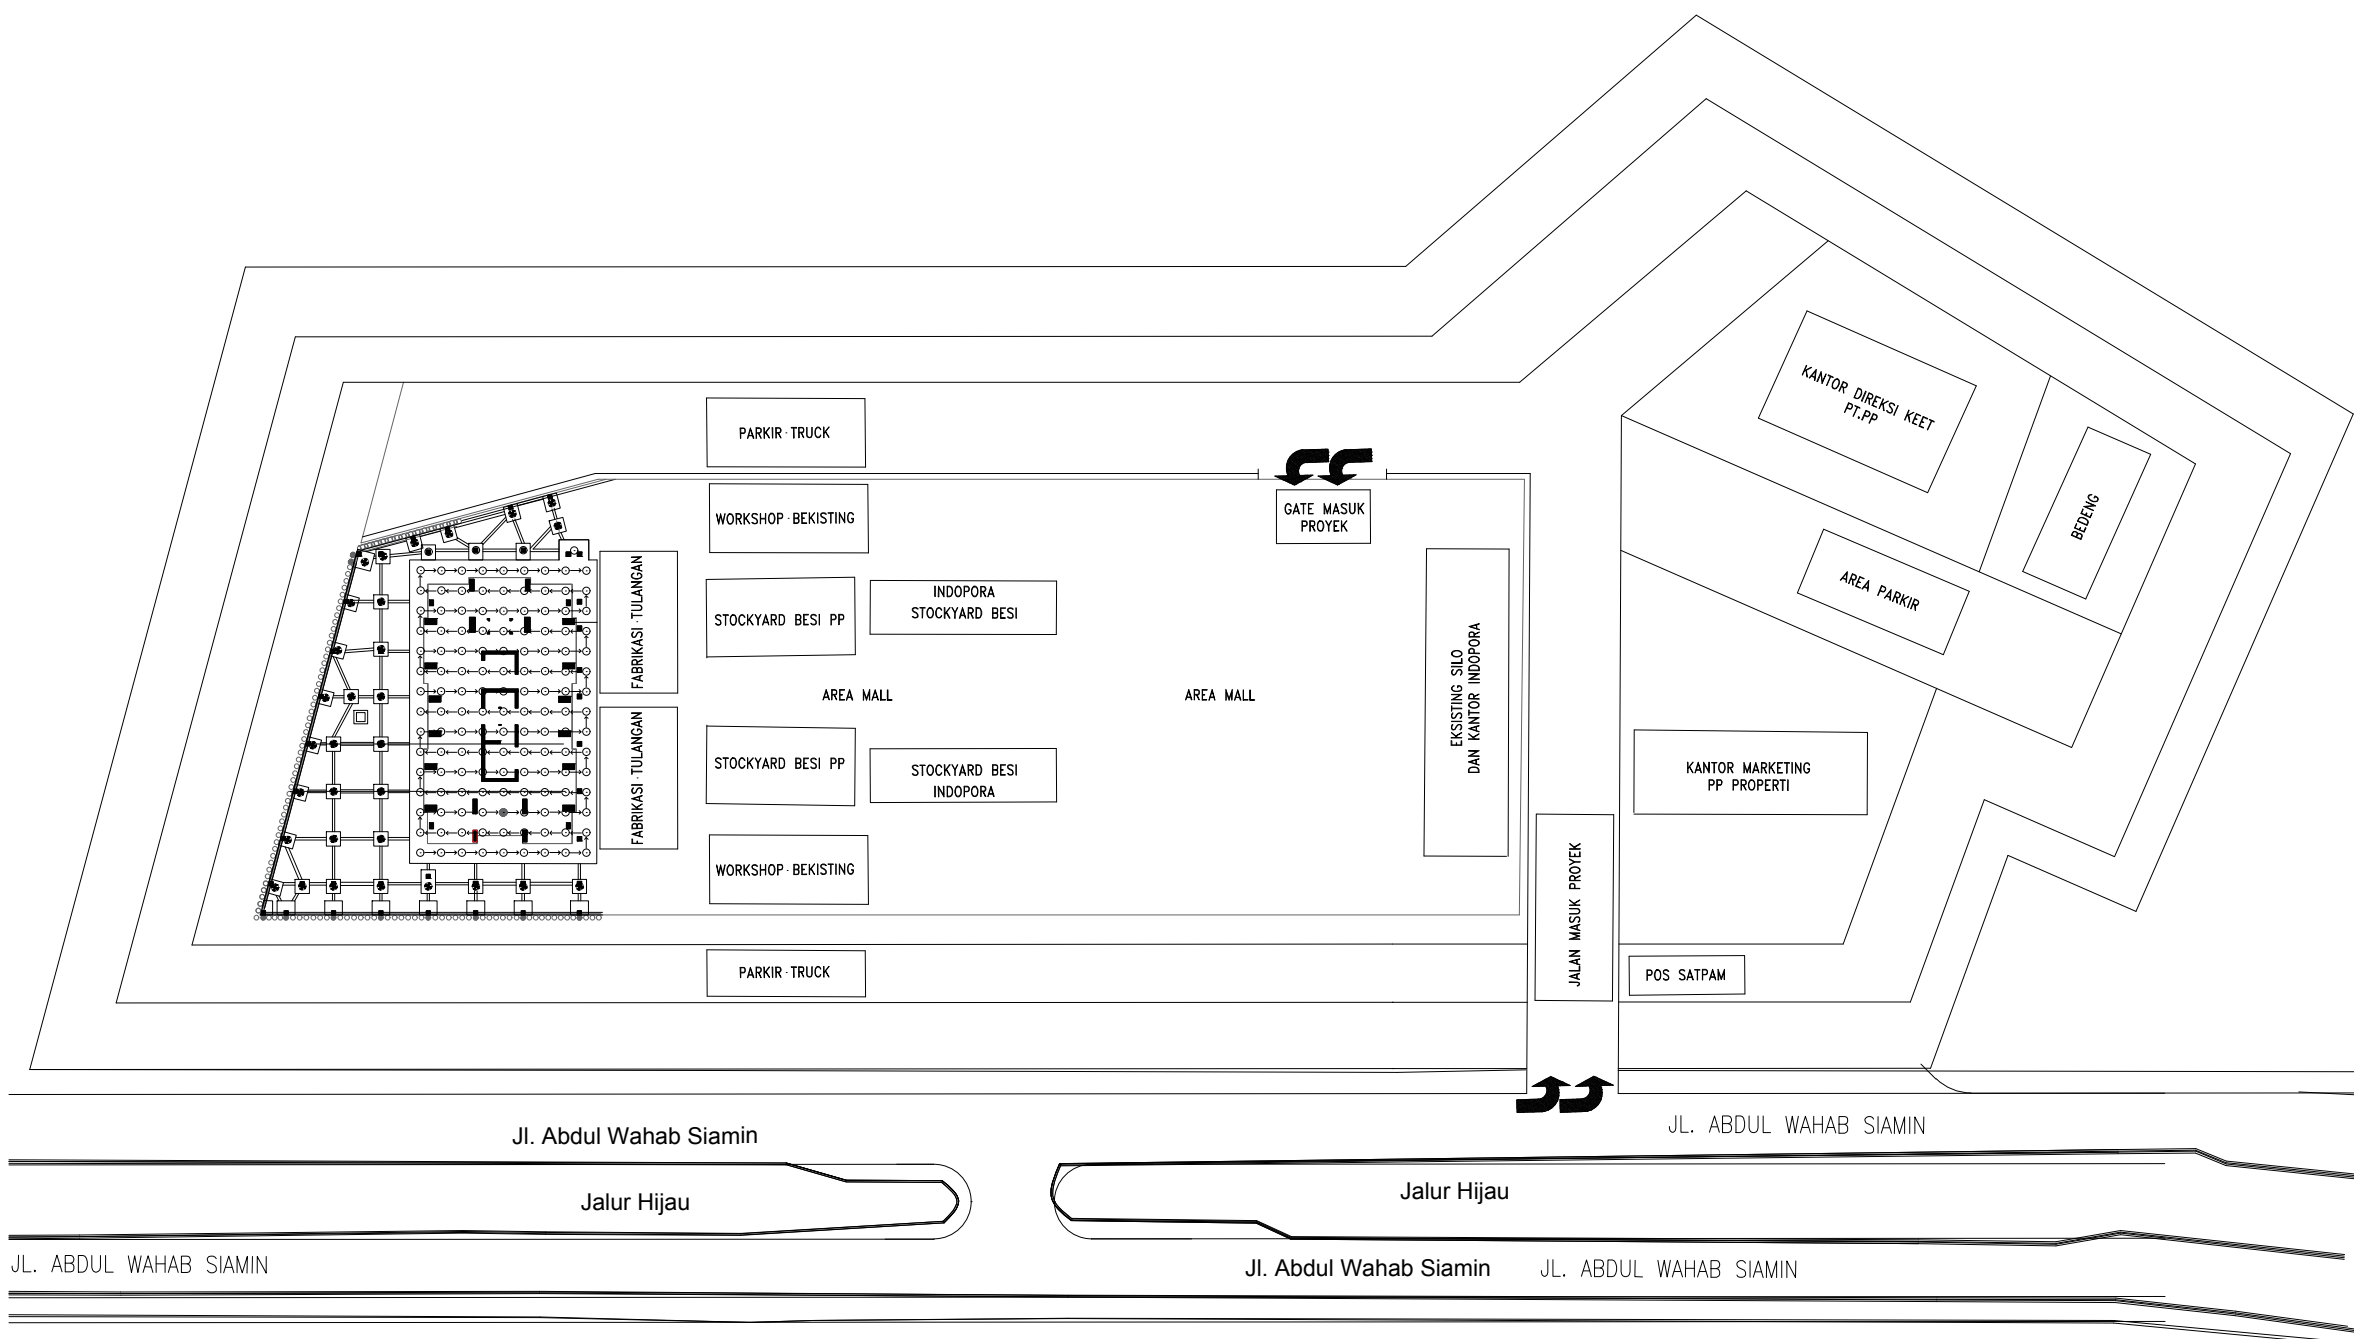 KANTOR DIREKSI KEET
PT.PP
PARKIR·TRUCK
BEDENG
WORKSHOP·BEKISTING
GATE MASUK
PROYEK
AREA PARKIR
FABRIKASI·TULANGAN
STOCKYARD BESI PP
INDOPORA
STOCKYARD BESI
EKSISTING SILO
DAN KANTOR INDOPORA
AREA MALL
AREA MALL
FABRIKASI·TULANGAN
STOCKYARD BESI PP
STOCKYARD BESI
INDOPORA
KANTOR MARKETING
PP PROPERTI
WORKSHOP·BEKISTING
JALAN MASUK PROYEK
PARKIR·TRUCK
POS SATPAM
Jl. Abdul Wahab Siamin
JL. ABDUL WAHAB SIAMIN
Jalur Hijau
Jalur Hijau
JL. ABDUL WAHAB SIAMIN
Jl. Abdul Wahab Siamin
JL. ABDUL WAHAB SIAMIN